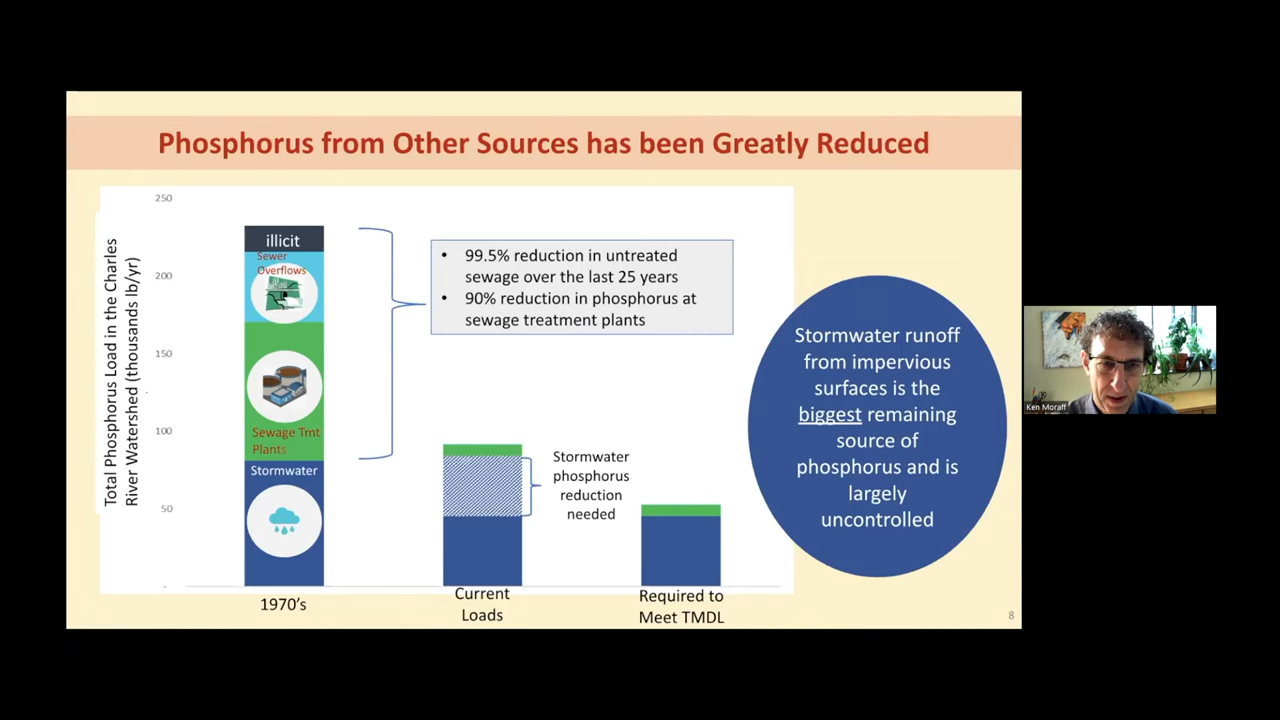 Phosphorus from Other Sources has been Greatly Reduced
250
200
150
100
50
-
Total Phosphorus Load in the Charles
River Watershed (thousands lb/yr)
illicit
Sewer
Overflows
Sewage Tmt
Plants
Stormwater
1970's
• 99.5% reduction in untreated
sewage over the last 25 years
• 90% reduction in phosphorus at
sewage treatment plants
Stormwater
phosphorus
reduction
needed
Current
Loads
Required to
Meet TMDL
Stormwater runoff
from impervious
surfaces is the
biggest remaining
source of
phosphorus and is
largely
uncontrolled
8
Ken Moraff